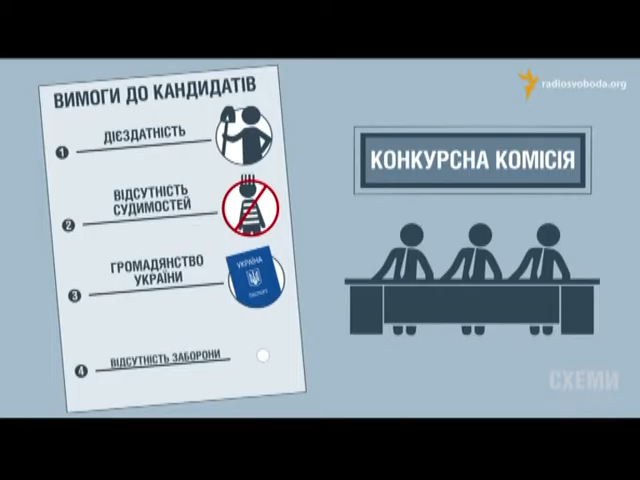 radiosvoboda.org
ВИМОГИ ДО КАНДИДАТІВ
1 ДІЄЗДАТНІСТЬ
2 ВІДСУТНІСТЬ
СУДИМОСТЕЙ
3 ГРОМАДЯНСТВО
УКРАЇНИ
УКРАЇНА
ПАСПОРТ
4 ВІДСУТНІСТЬ ЗАБОРОНИ
КОНКУРСНА КОМІСІЯ
СХЕМИ